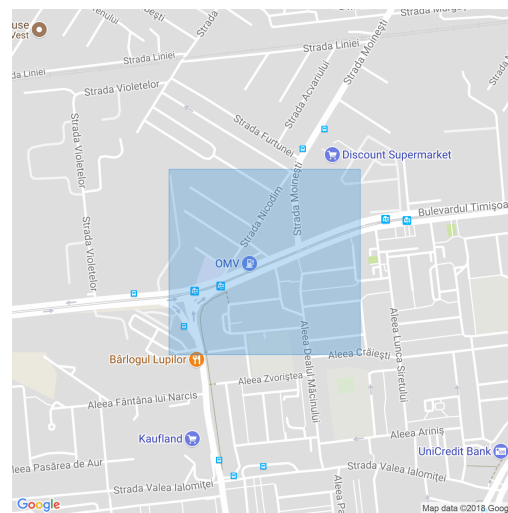 Strada Liniei
Strada Liniei
Strada Moinești
Strada Acvariului
Strada Violetelor
Strada Furtunei
Discount Supermarket
Strada Violetelor
Strada Violetelor
Strada Nicodim
Strada Moinești
Bulevardul Timișoa
OMV
Bârlogul Lupilor
Aleea Crăiești
Aleea Zvoriștea
Aleea Dealul Măcinului
Aleea Lunca Siretului
Aleea Fântâna lui Narcis
Kaufland
Aleea Ariniș
UniCredit Bank
Aleea Pasărea de Aur
Strada Valea Ialomiței
Strada Valea Ialomiței
Google
Map data ©2018 Goog